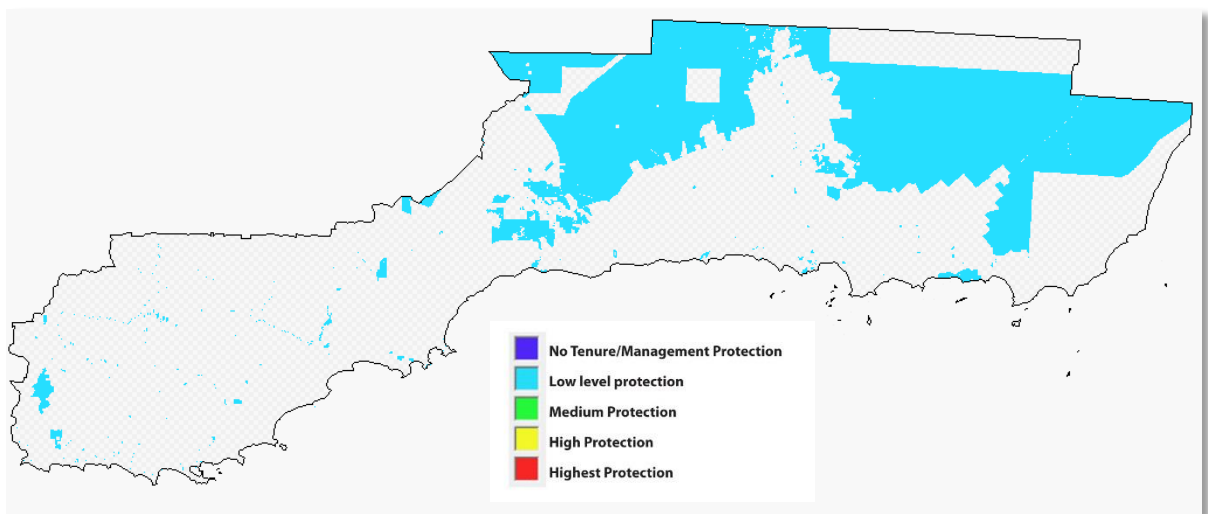 No Tenure/Management Protection
Low level protection
Medium Protection
High Protection
Highest Protection